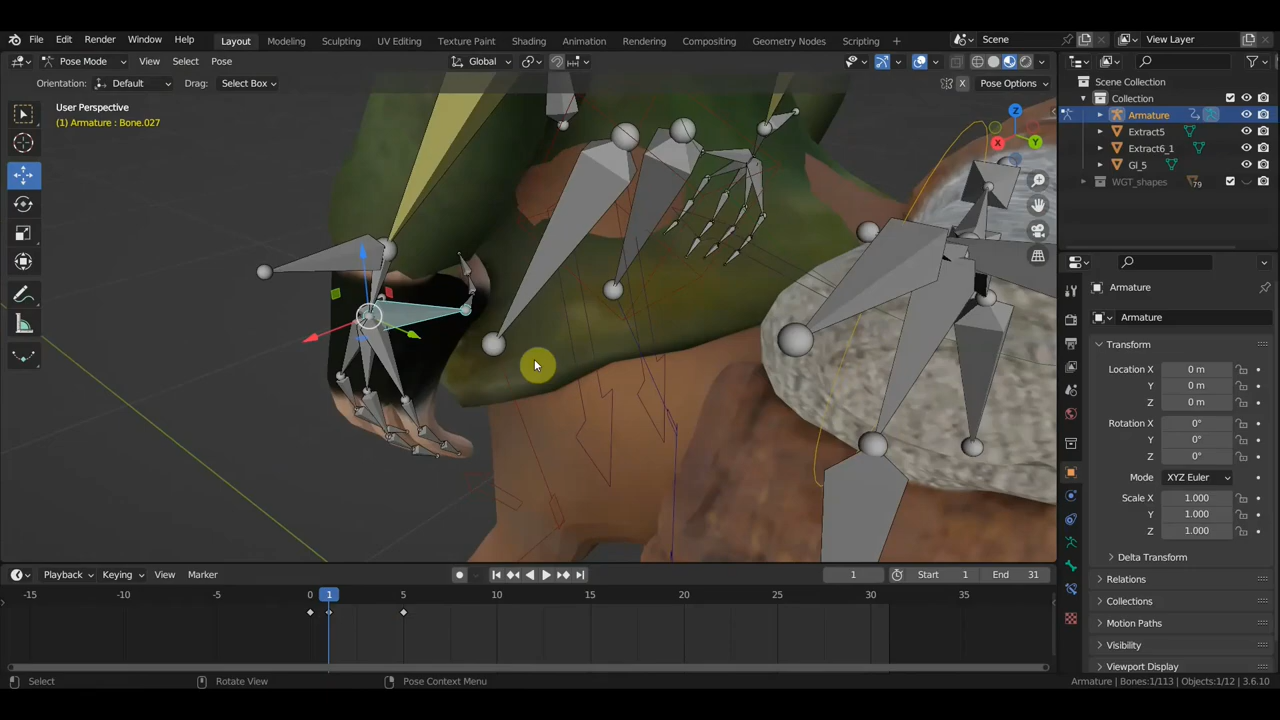 File Edit Render Window Help Layout Modeling Sculpting UV Editing Texture Paint Shading Animation Rendering Compositing Geometry Nodes Scripting + Scene View Layer
Pose Mode View Select Pose Global
Orientation: Default Drag: Select Box X Pose Options
Scene Collection
Collection
Armature
Extract5
Extract6_1
GI_5
WGT_shapes 79
User Perspective
(1) Armature : Bone.027
Z
X
Y
Armature
Armature
Transform
Location X 0 m
Y 0 m
Z 0 m
Rotation X 0°
Y 0°
Z 0°
Mode XYZ Euler
Scale X 1.000
Y 1.000
Z 1.000
Delta Transform
Relations
Collections
Motion Paths
Visibility
Viewport Display
Playback Keying View Marker 1 Start 1 End 31
-15 -10 -5 0 1 5 10 15 20 25 30 35
Select Rotate View Pose Context Menu Armature | Bones:1/113 | Objects:1/12 | 3.6.10